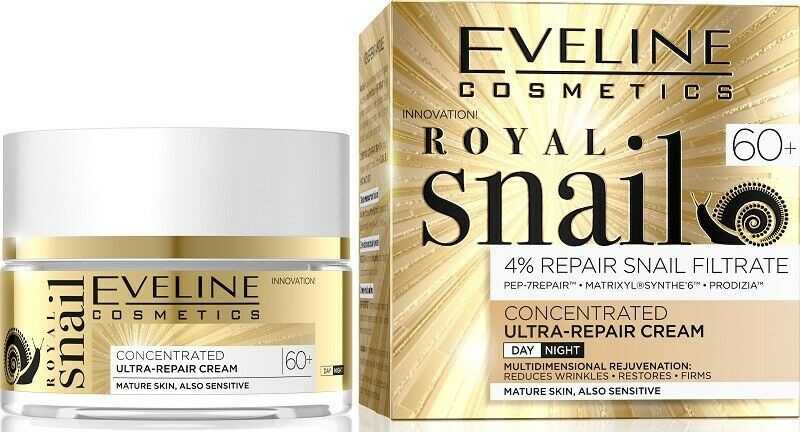 EVELINE
COSMETICS
INNOVATION!
ROYAL
snail
CONCENTRATED
ULTRA-REPAIR CREAM
60+
DAY NIGHT
MATURE SKIN, ALSO SENSITIVE
EVELINE
COSMETICS
INNOVATION!
ROYAL
snail
60+
4% REPAIR SNAIL FILTRATE
PEP-7REPAIR™ • MATRIXYL®SYNTHE'6™ • PRODIZIA™
CONCENTRATED
ULTRA-REPAIR CREAM
DAY NIGHT
MULTIDIMENSIONAL REJUVENATION:
REDUCES WRINKLES • RESTORES • FIRMS
MATURE SKIN, ALSO SENSITIVE